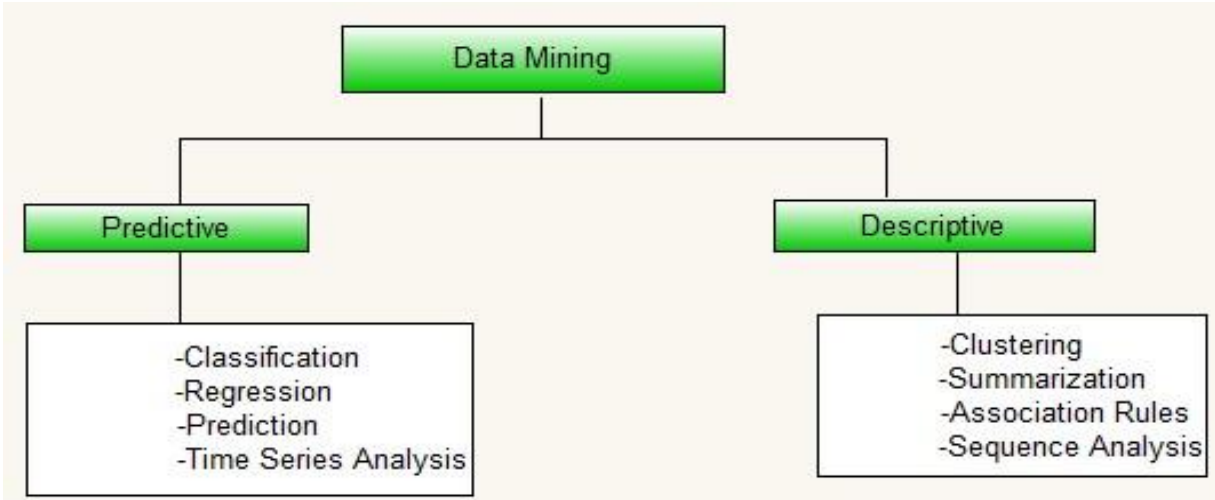 Data Mining
Predictive
Descriptive
-Classification
-Regression
-Prediction
-Time Series Analysis
-Clustering
-Summarization
-Association Rules
-Sequence Analysis